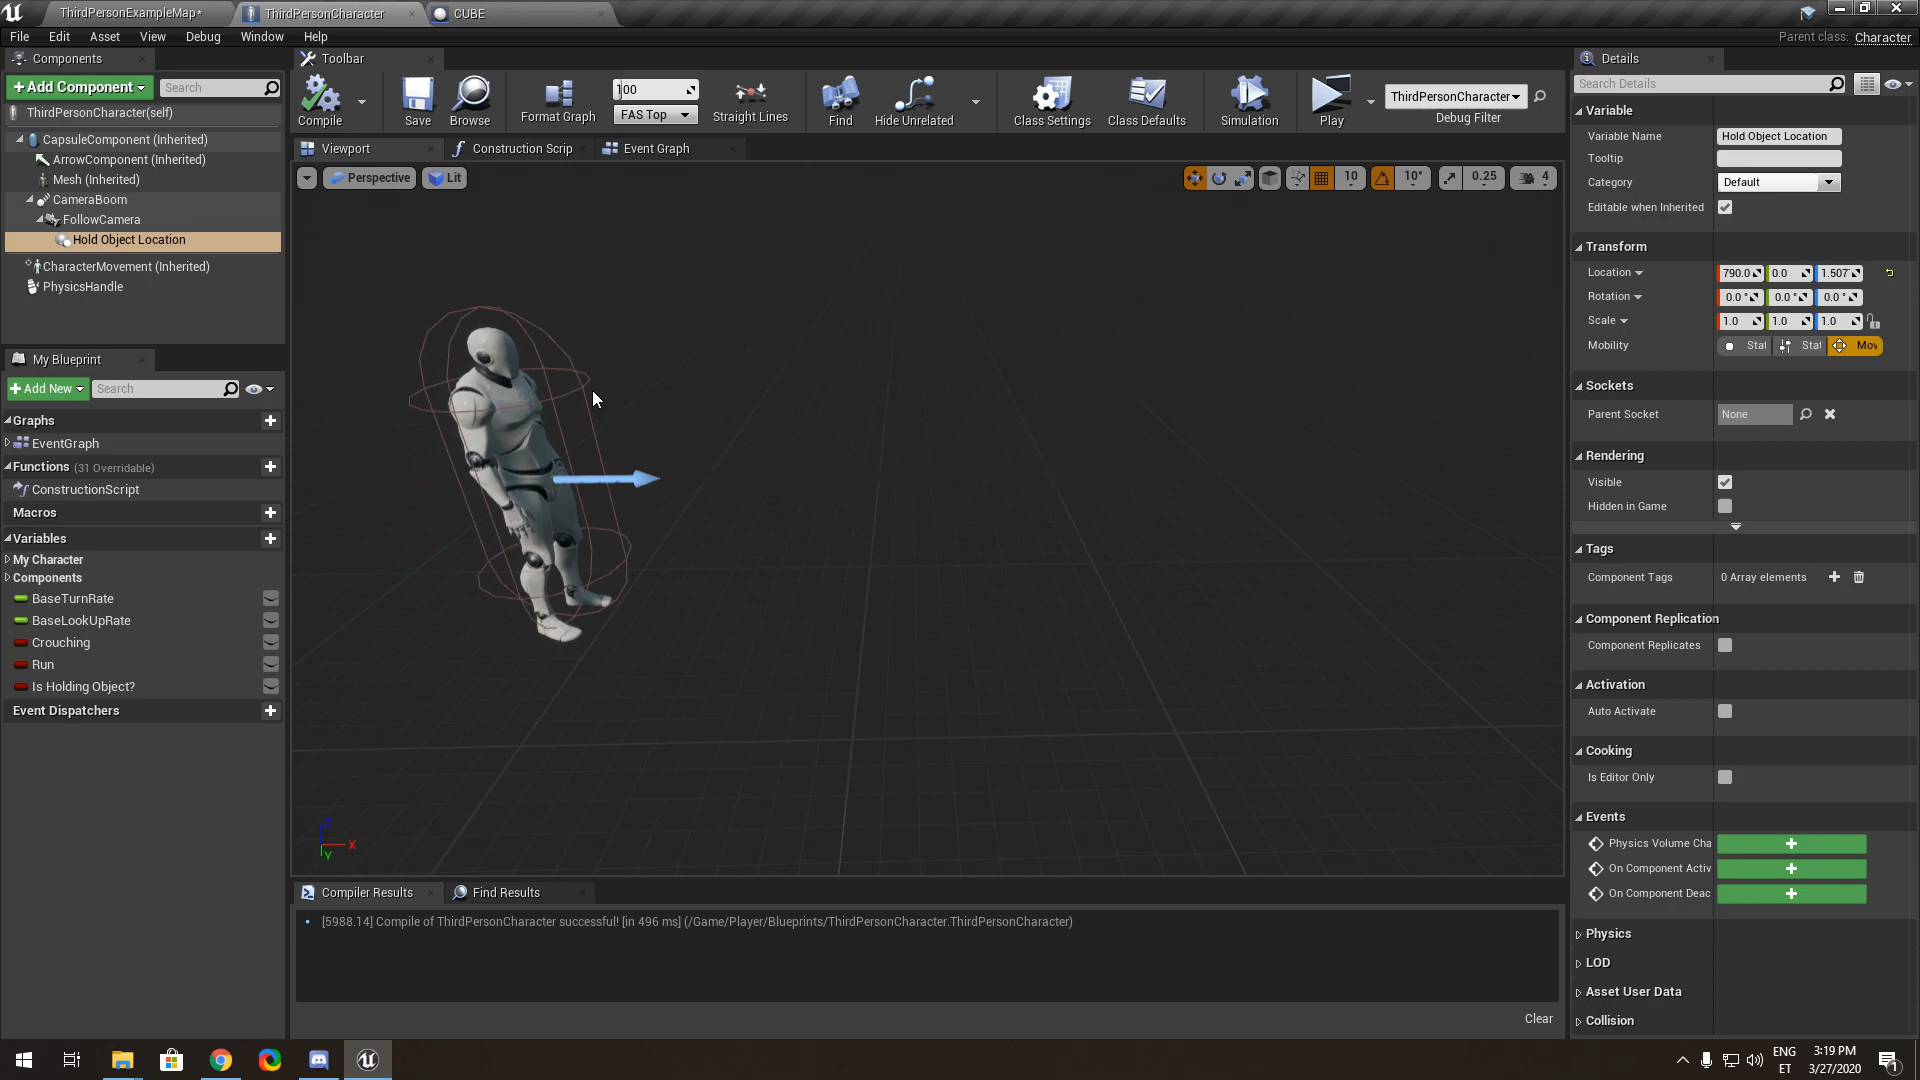 ThirdPersonExampleMap*
ThirdPersonCharacter
CUBE
File Edit Asset View Debug Window Help
Parent class: Character
Components
Toolbar
Details
+Add Component
Search
Compile
Save
Browse
Format Graph
100
FAS Top
Straight Lines
Find
Hide Unrelated
Class Settings
Class Defaults
Simulation
Play
ThirdPersonCharacter
Debug Filter
Search Details
ThirdPersonCharacter(self)
CapsuleComponent (Inherited)
ArrowComponent (Inherited)
Mesh (Inherited)
CameraBoom
FollowCamera
Hold Object Location
CharacterMovement (Inherited)
PhysicsHandle
Viewport
Construction Scrip
Event Graph
Perspective
Lit
10
10°
0.25
4
My Blueprint
+Add New
Search
Graphs
EventGraph
Functions (31 Overridable)
ConstructionScript
Macros
Variables
My Character
Components
BaseTurnRate
BaseLookUpRate
Crouching
Run
Is Holding Object?
Event Dispatchers
Z
X
Y
Compiler Results
Find Results
[5988.14] Compile of ThirdPersonCharacter successful! [in 496 ms] (/Game/Player/Blueprints/ThirdPersonCharacter.ThirdPersonCharacter)
Clear
Variable
Variable Name Hold Object Location
Tooltip
Category Default
Editable when Inherited
Transform
Location 790.0 0.0 1.507
Rotation 0.0 ° 0.0 ° 0.0 °
Scale 1.0 1.0 1.0
Mobility Stat Stat Mov
Sockets
Parent Socket None
Rendering
Visible
Hidden in Game
Tags
Component Tags 0 Array elements
Component Replication
Component Replicates
Activation
Auto Activate
Cooking
Is Editor Only
Events
Physics Volume Cha
On Component Activ
On Component Deac
Physics
LOD
Asset User Data
Collision
ENG
ET
3:19 PM
3/27/2020
1